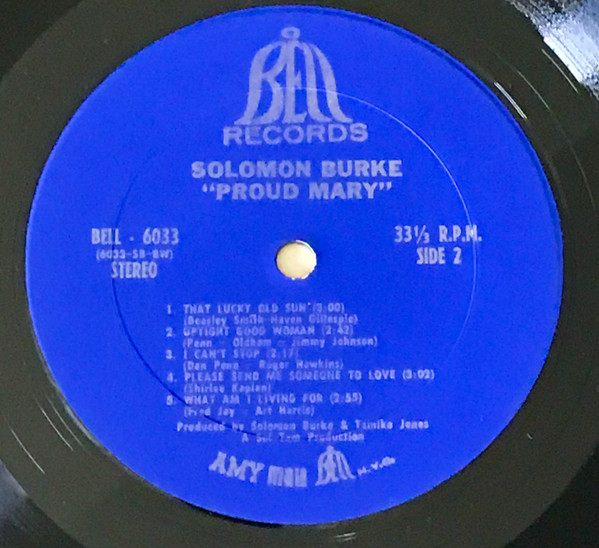 BELL
RECORDS
SOLOMON BURKE
"PROUD MARY"
BELL - 6033
(6033-SB-BW)
STEREO
33⅓ R.P.M.
SIDE 2
1. THAT LUCKY OLD SUN (3:00)
(Beasley Smith-Haven Gillespie)
2. UPTIGHT GOOD WOMAN (2:42)
(Penn - Oldham - Jimmy Johnson)
3. I CAN'T STOP (2:17)
(Dan Penn - Roger Hawkins)
4. PLEASE SEND ME SOMEONE TO LOVE (3:02)
(Shirlee Kaplan)
5. WHAT AM I LIVING FOR (2:55)
(Fred Jay - Art Harris)
Produced by Solomon Burke & Tamiko Jones
A Production
AMY mala BELL N.Y.C.